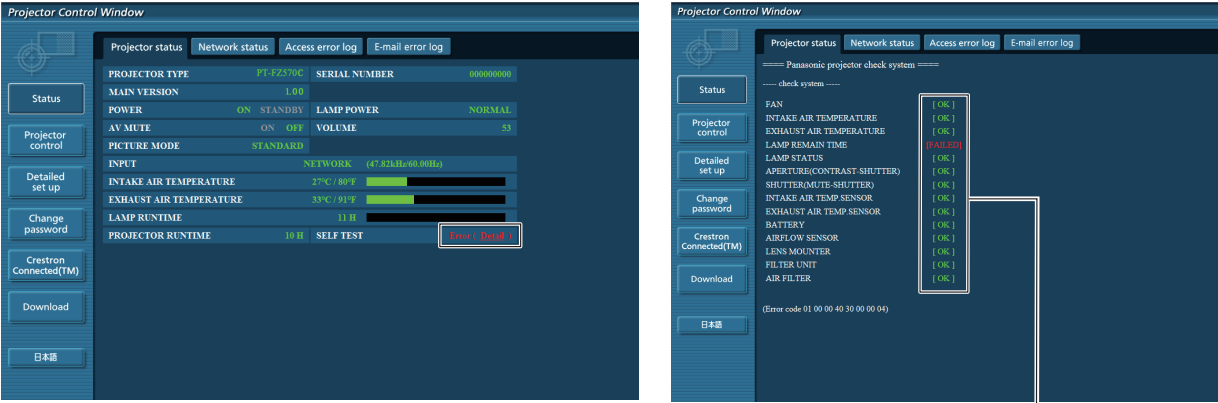 Projector Control Window
Projector status Network status Access error log E-mail error log
Status
Projector control
Detailed set up
Change password
Crestron Connected(TM)
Download
日本語
PROJECTOR TYPE PT-FZ570C SERIAL NUMBER 000000000
MAIN VERSION 1.00
POWER ON STANDBY LAMP POWER NORMAL
AV MUTE ON OFF VOLUME 53
PICTURE MODE STANDARD
INPUT NETWORK (47.82kHz/60.00Hz)
INTAKE AIR TEMPERATURE 27°C / 80°F
EXHAUST AIR TEMPERATURE 33°C / 91°F
LAMP RUNTIME 11 H
PROJECTOR RUNTIME 10 H SELF TEST Error ( Detail )
Projector Control Window
Projector status Network status Access error log E-mail error log
Status
Projector control
Detailed set up
Change password
Crestron Connected(TM)
Download
日本語
==== Panasonic projector check system ====
----- check system -----
FAN [ OK ]
INTAKE AIR TEMPERATURE [ OK ]
EXHAUST AIR TEMPERATURE [ OK ]
LAMP REMAIN TIME [FAILED]
LAMP STATUS [ OK ]
APERTURE(CONTRAST-SHUTTER) [ OK ]
SHUTTER(MUTE-SHUTTER) [ OK ]
INTAKE AIR TEMP.SENSOR [ OK ]
EXHAUST AIR TEMP.SENSOR [ OK ]
BATTERY [ OK ]
AIRFLOW SENSOR [ OK ]
LENS MOUNTER [ OK ]
FILTER UNIT [ OK ]
AIR FILTER [ OK ]
(Error code 01 00 00 40 30 00 00 04)